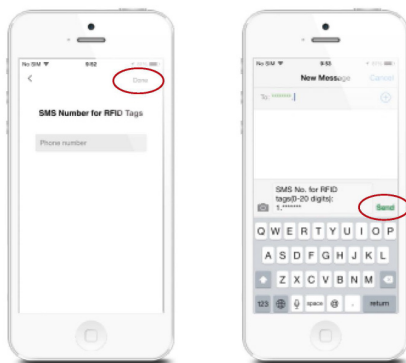 No SIM
9:52
Done
SMS Number for RFID Tags
Phone number
No SIM
9:53
New Message
Cancel
To: *******,
SMS No. for RFID
tags(0-20 digits):
1.*******
Send
Q W E R T Y U I O P
A S D F G H J K L
Z X C V B N M
123 space @ . return